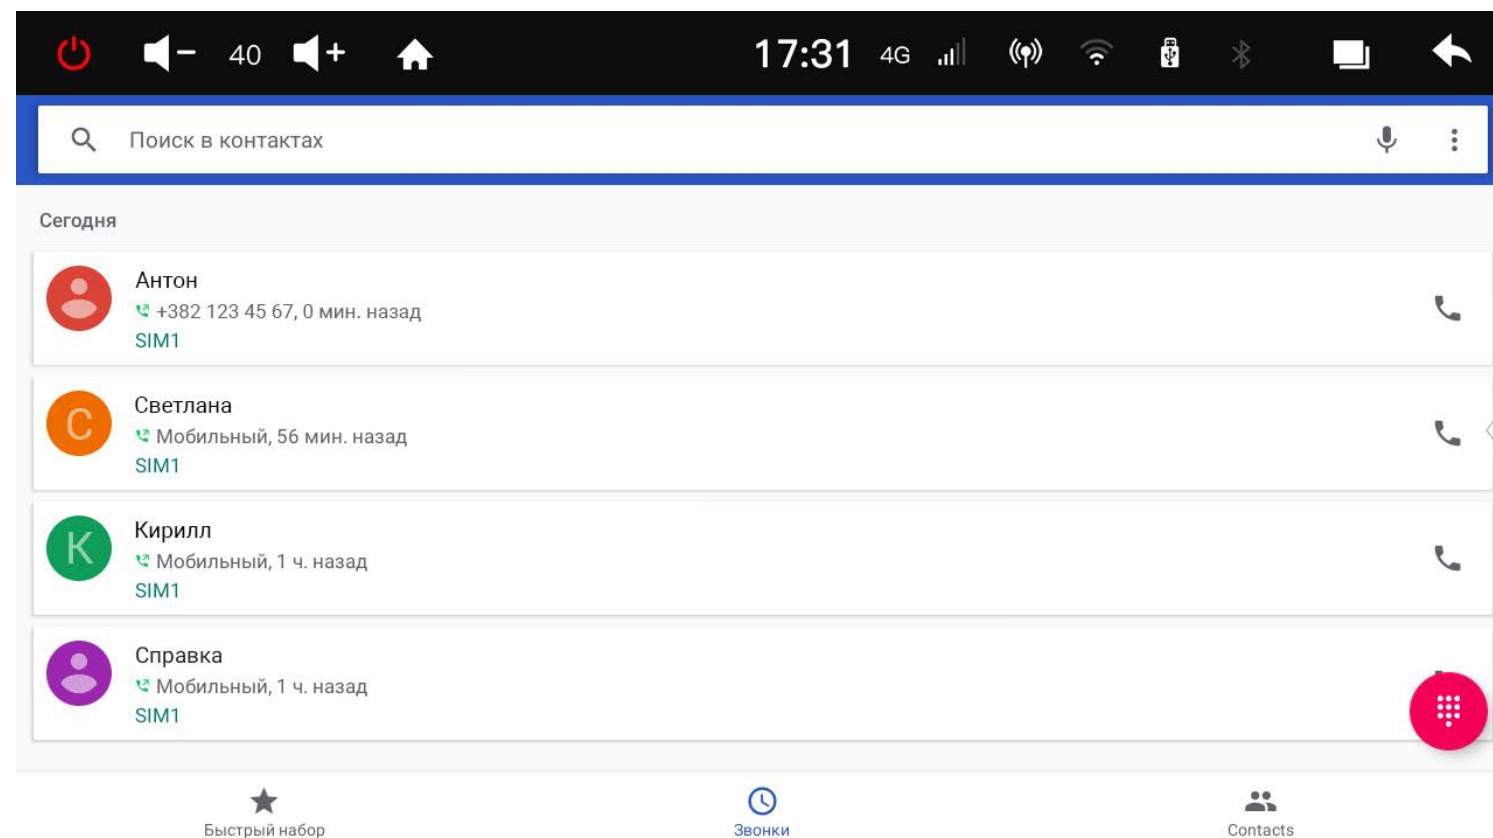 40 17:31 4G
Поиск в контактах
Сегодня
Антон
+382 123 45 67, 0 мин. назад
SIM1
С
Светлана
Мобильный, 56 мин. назад
SIM1
К
Кирилл
Мобильный, 1 ч. назад
SIM1
Справка
Мобильный, 1 ч. назад
SIM1
Быстрый набор Звонки Contacts